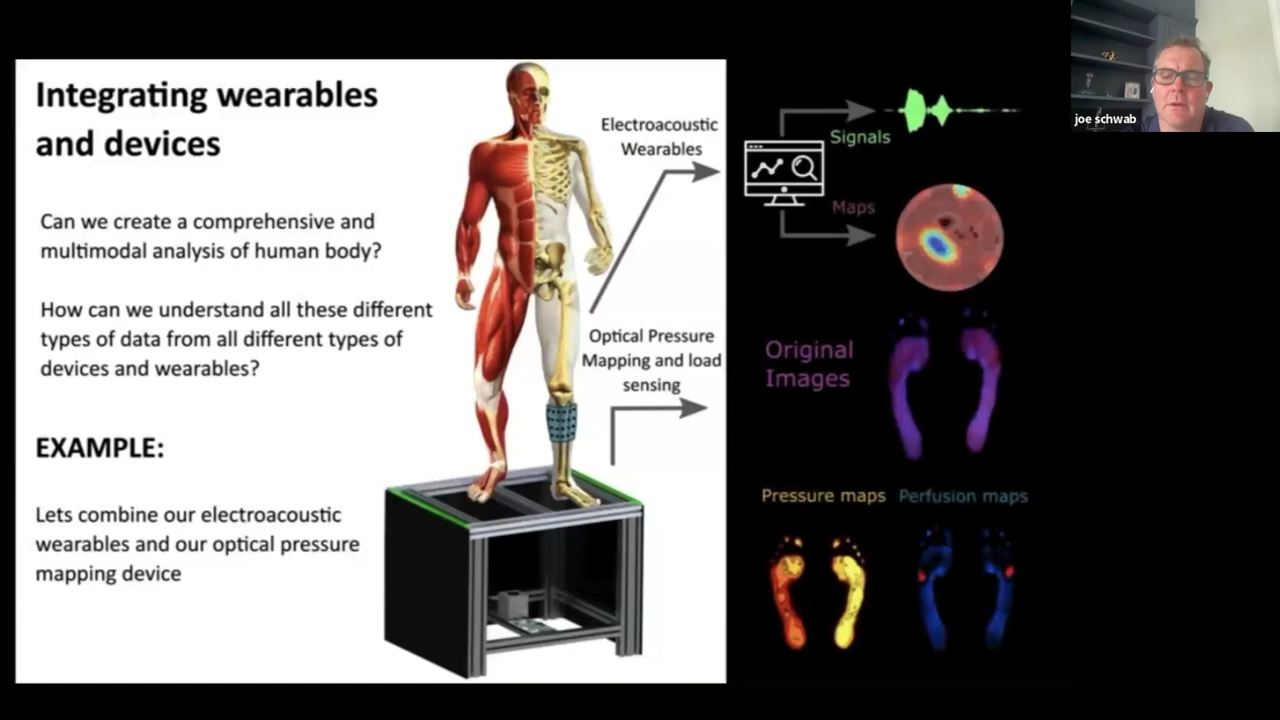 Integrating wearables
and devices
Can we create a comprehensive and
multimodal analysis of human body?
How can we understand all these different
types of data from all different types of
devices and wearables?
EXAMPLE:
Lets combine our electroacoustic
wearables and our optical pressure
mapping device
Electroacoustic
Wearables
Optical Pressure
Mapping and load
sensing
Signals
Maps
Original
Images
Pressure maps
Perfusion maps
joe schwab